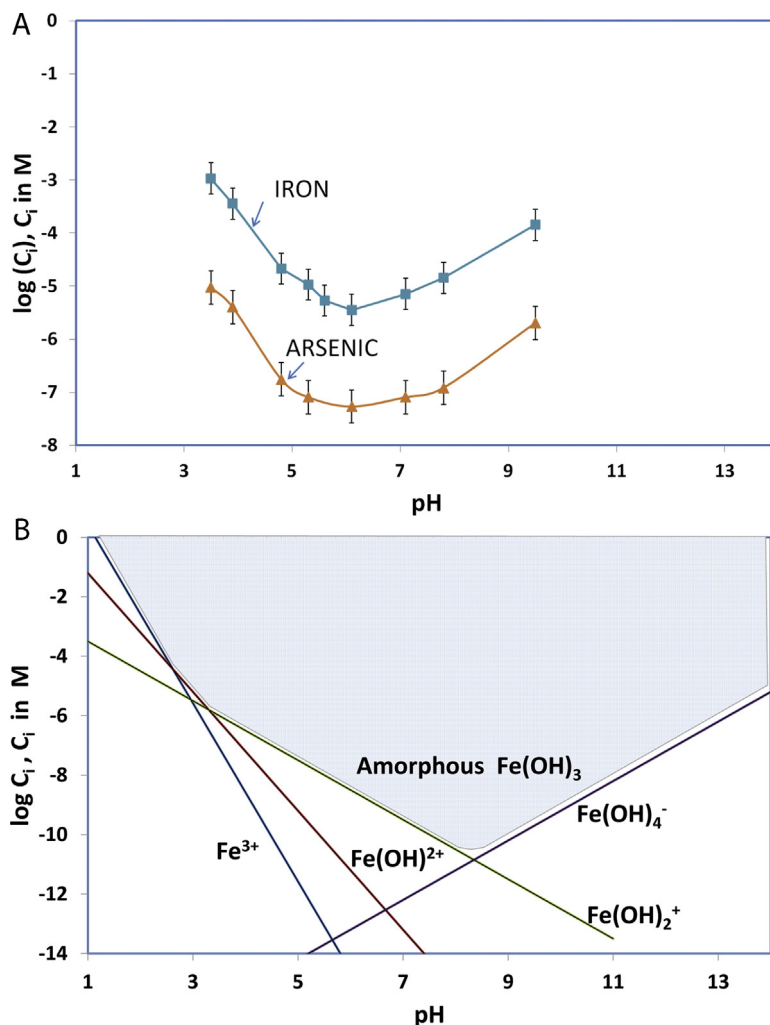 A
0
-1
-2
-3
-4
-5
-6
-7
-8
log (Cᵢ), Cᵢ in M
IRON
ARSENIC
1 3 5 7 9 11 13
pH
B
0
-2
-4
-6
-8
-10
-12
-14
log Cᵢ , Cᵢ in M
Amorphous Fe(OH)₃
Fe(OH)₄⁻
Fe³⁺
Fe(OH)²⁺
Fe(OH)₂⁺
1 3 5 7 9 11 13
pH